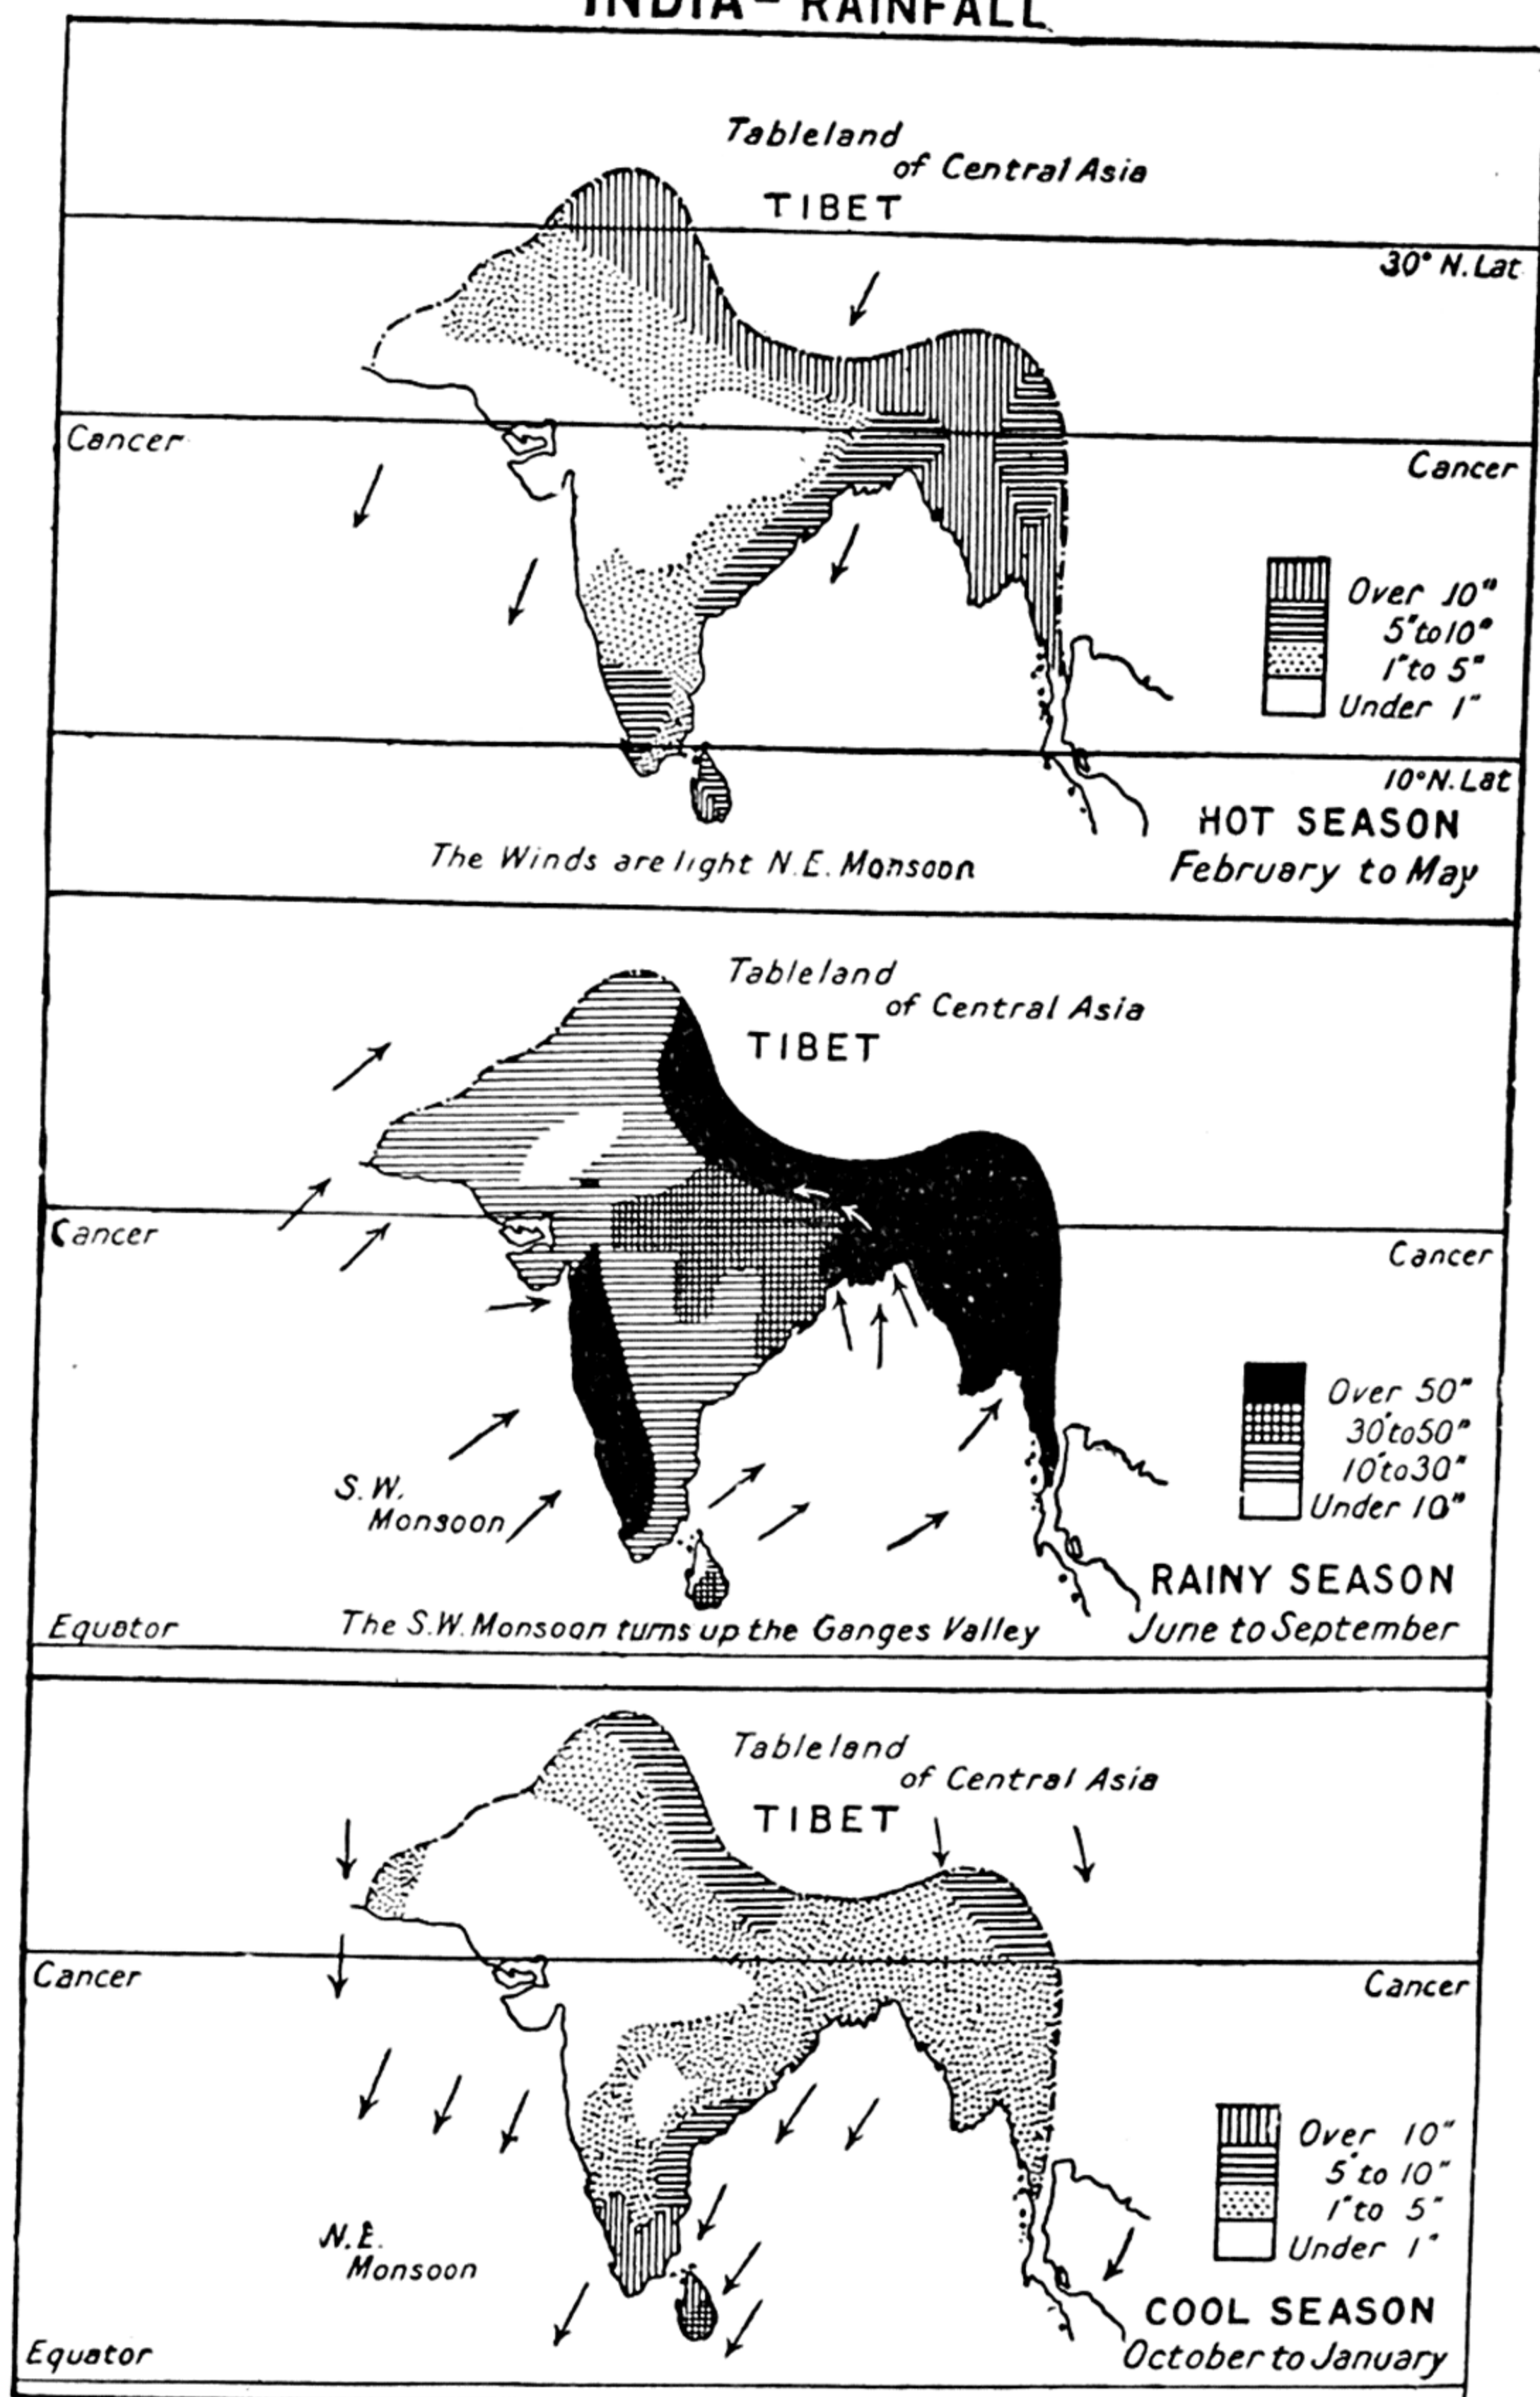 INDIA - RAINFALL
Tableland
of Central Asia
TIBET
30° N. Lat
Cancer
Cancer
Over 10"
5" to 10"
1" to 5"
Under 1"
10° N. Lat
HOT SEASON
The Winds are light N.E. Monsoon
February to May
Tableland
of Central Asia
TIBET
Cancer
Cancer
Over 50"
30" to 50"
10" to 30"
Under 10"
S.W.
Monsoon
RAINY SEASON
Equator
The S.W. Monsoon turns up the Ganges Valley
June to September
Tableland
of Central Asia
TIBET
Cancer
Cancer
Over 10"
5" to 10"
1" to 5"
Under 1"
N.E.
Monsoon
COOL SEASON
Equator
October to January